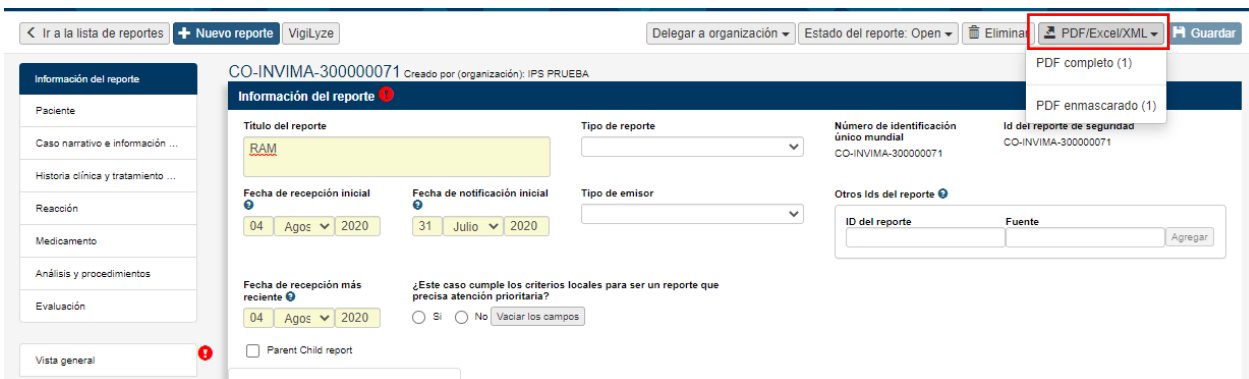 Ir a la lista de reportes Nuevo reporte VigiLyze Delegar a organización Estado del reporte: Open Eliminar PDF/Excel/XML Guardar
PDF completo (1)
PDF enmascarado (1)
Información del reporte
Paciente
Caso narrativo e información ...
Historia clínica y tratamiento ...
Reacción
Medicamento
Análisis y procedimientos
Evaluación
Vista general
CO-INVIMA-300000071 Creado por (organización): IPS PRUEBA
Información del reporte
Título del reporte
RAM
Tipo de reporte
Número de identificación
único mundial
CO-INVIMA-300000071
Id del reporte de seguridad
CO-INVIMA-300000071
Fecha de recepción inicial
04 Agos 2020
Fecha de notificación inicial
31 Julio 2020
Tipo de emisor
Otros Ids del reporte
ID del reporte Fuente
Agregar
Fecha de recepción más
reciente
04 Agos 2020
¿Este caso cumple los criterios locales para ser un reporte que
precisa atención prioritaria?
Si No Vaciar los campos
Parent Child report